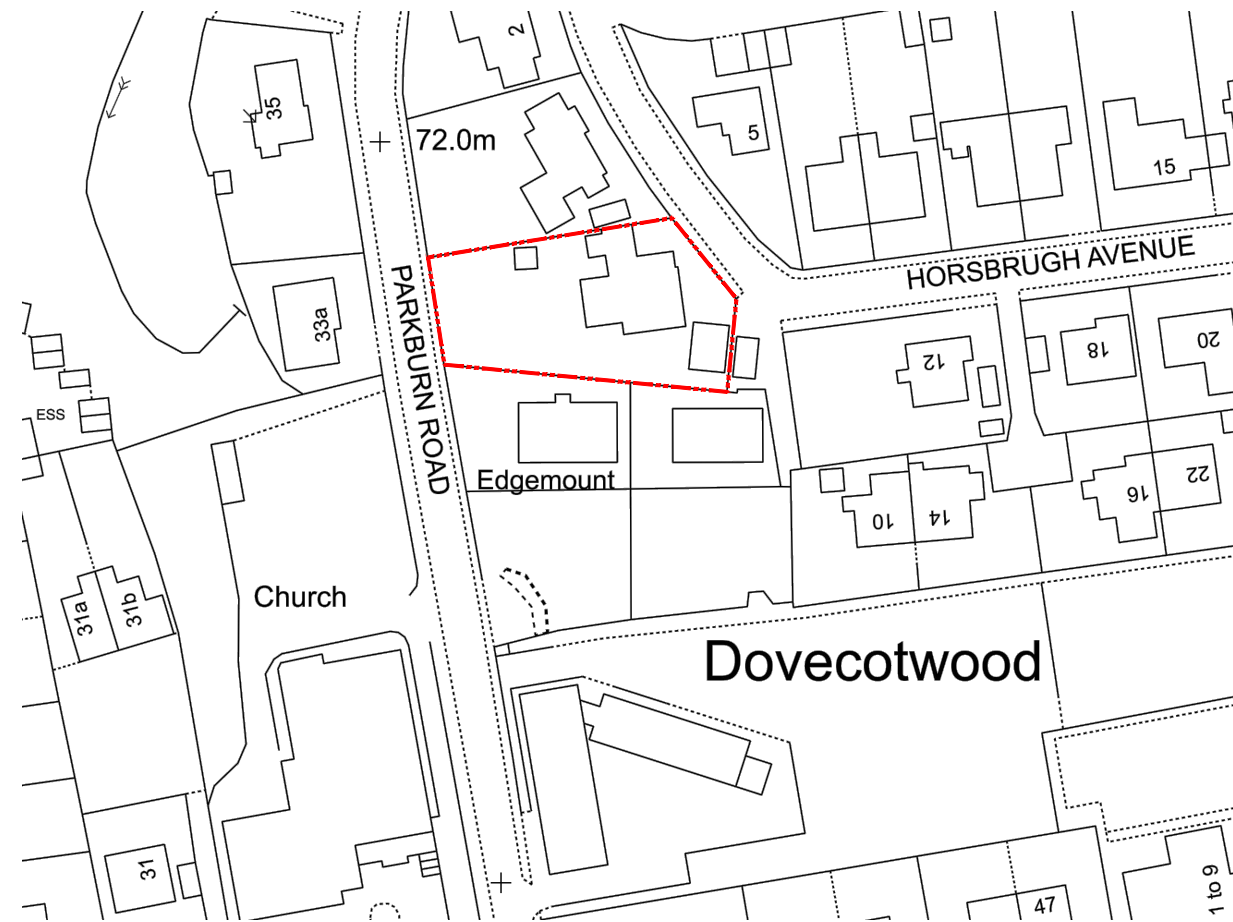 2
35
72.0m
5
15
HORSBRUGH AVENUE
33a
PARKBURN ROAD
12
18
20
ESS
Edgemount
10
14
16
22
31a
31b
Church
Dovecotwood
31
47
1 to 9